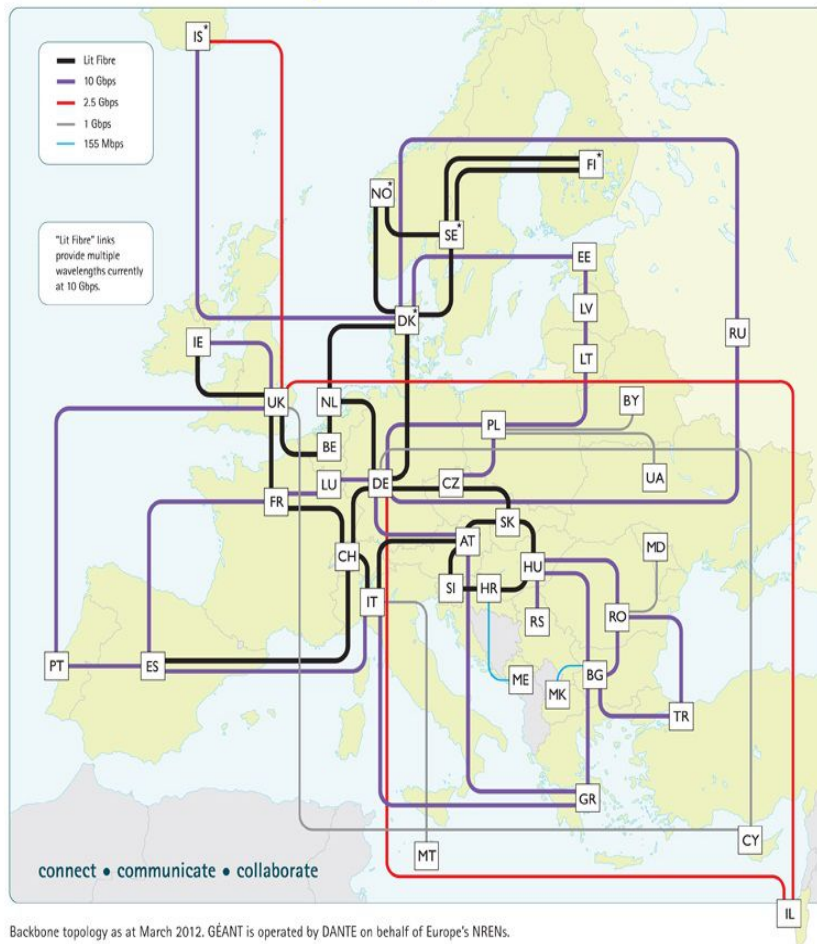 IS*
Lit Fibre
10 Gbps
2.5 Gbps
1 Gbps
155 Mbps
FI*
NO*
SE*
"Lit Fibre" links
provide multiple
wavelengths currently
at 10 Gbps.
EE
LV
DK*
RU
IE
LT
UK
NL
BY
PL
BE
LU
DE
CZ
UA
FR
SK
AT
MD
CH
HU
SI
HR
IT
RS
RO
PT
ES
ME
MK
BG
TR
GR
CY
MT
connect • communicate • collaborate
IL
Backbone topology as at March 2012. GÉANT is operated by DANTE on behalf of Europe's NRENs.